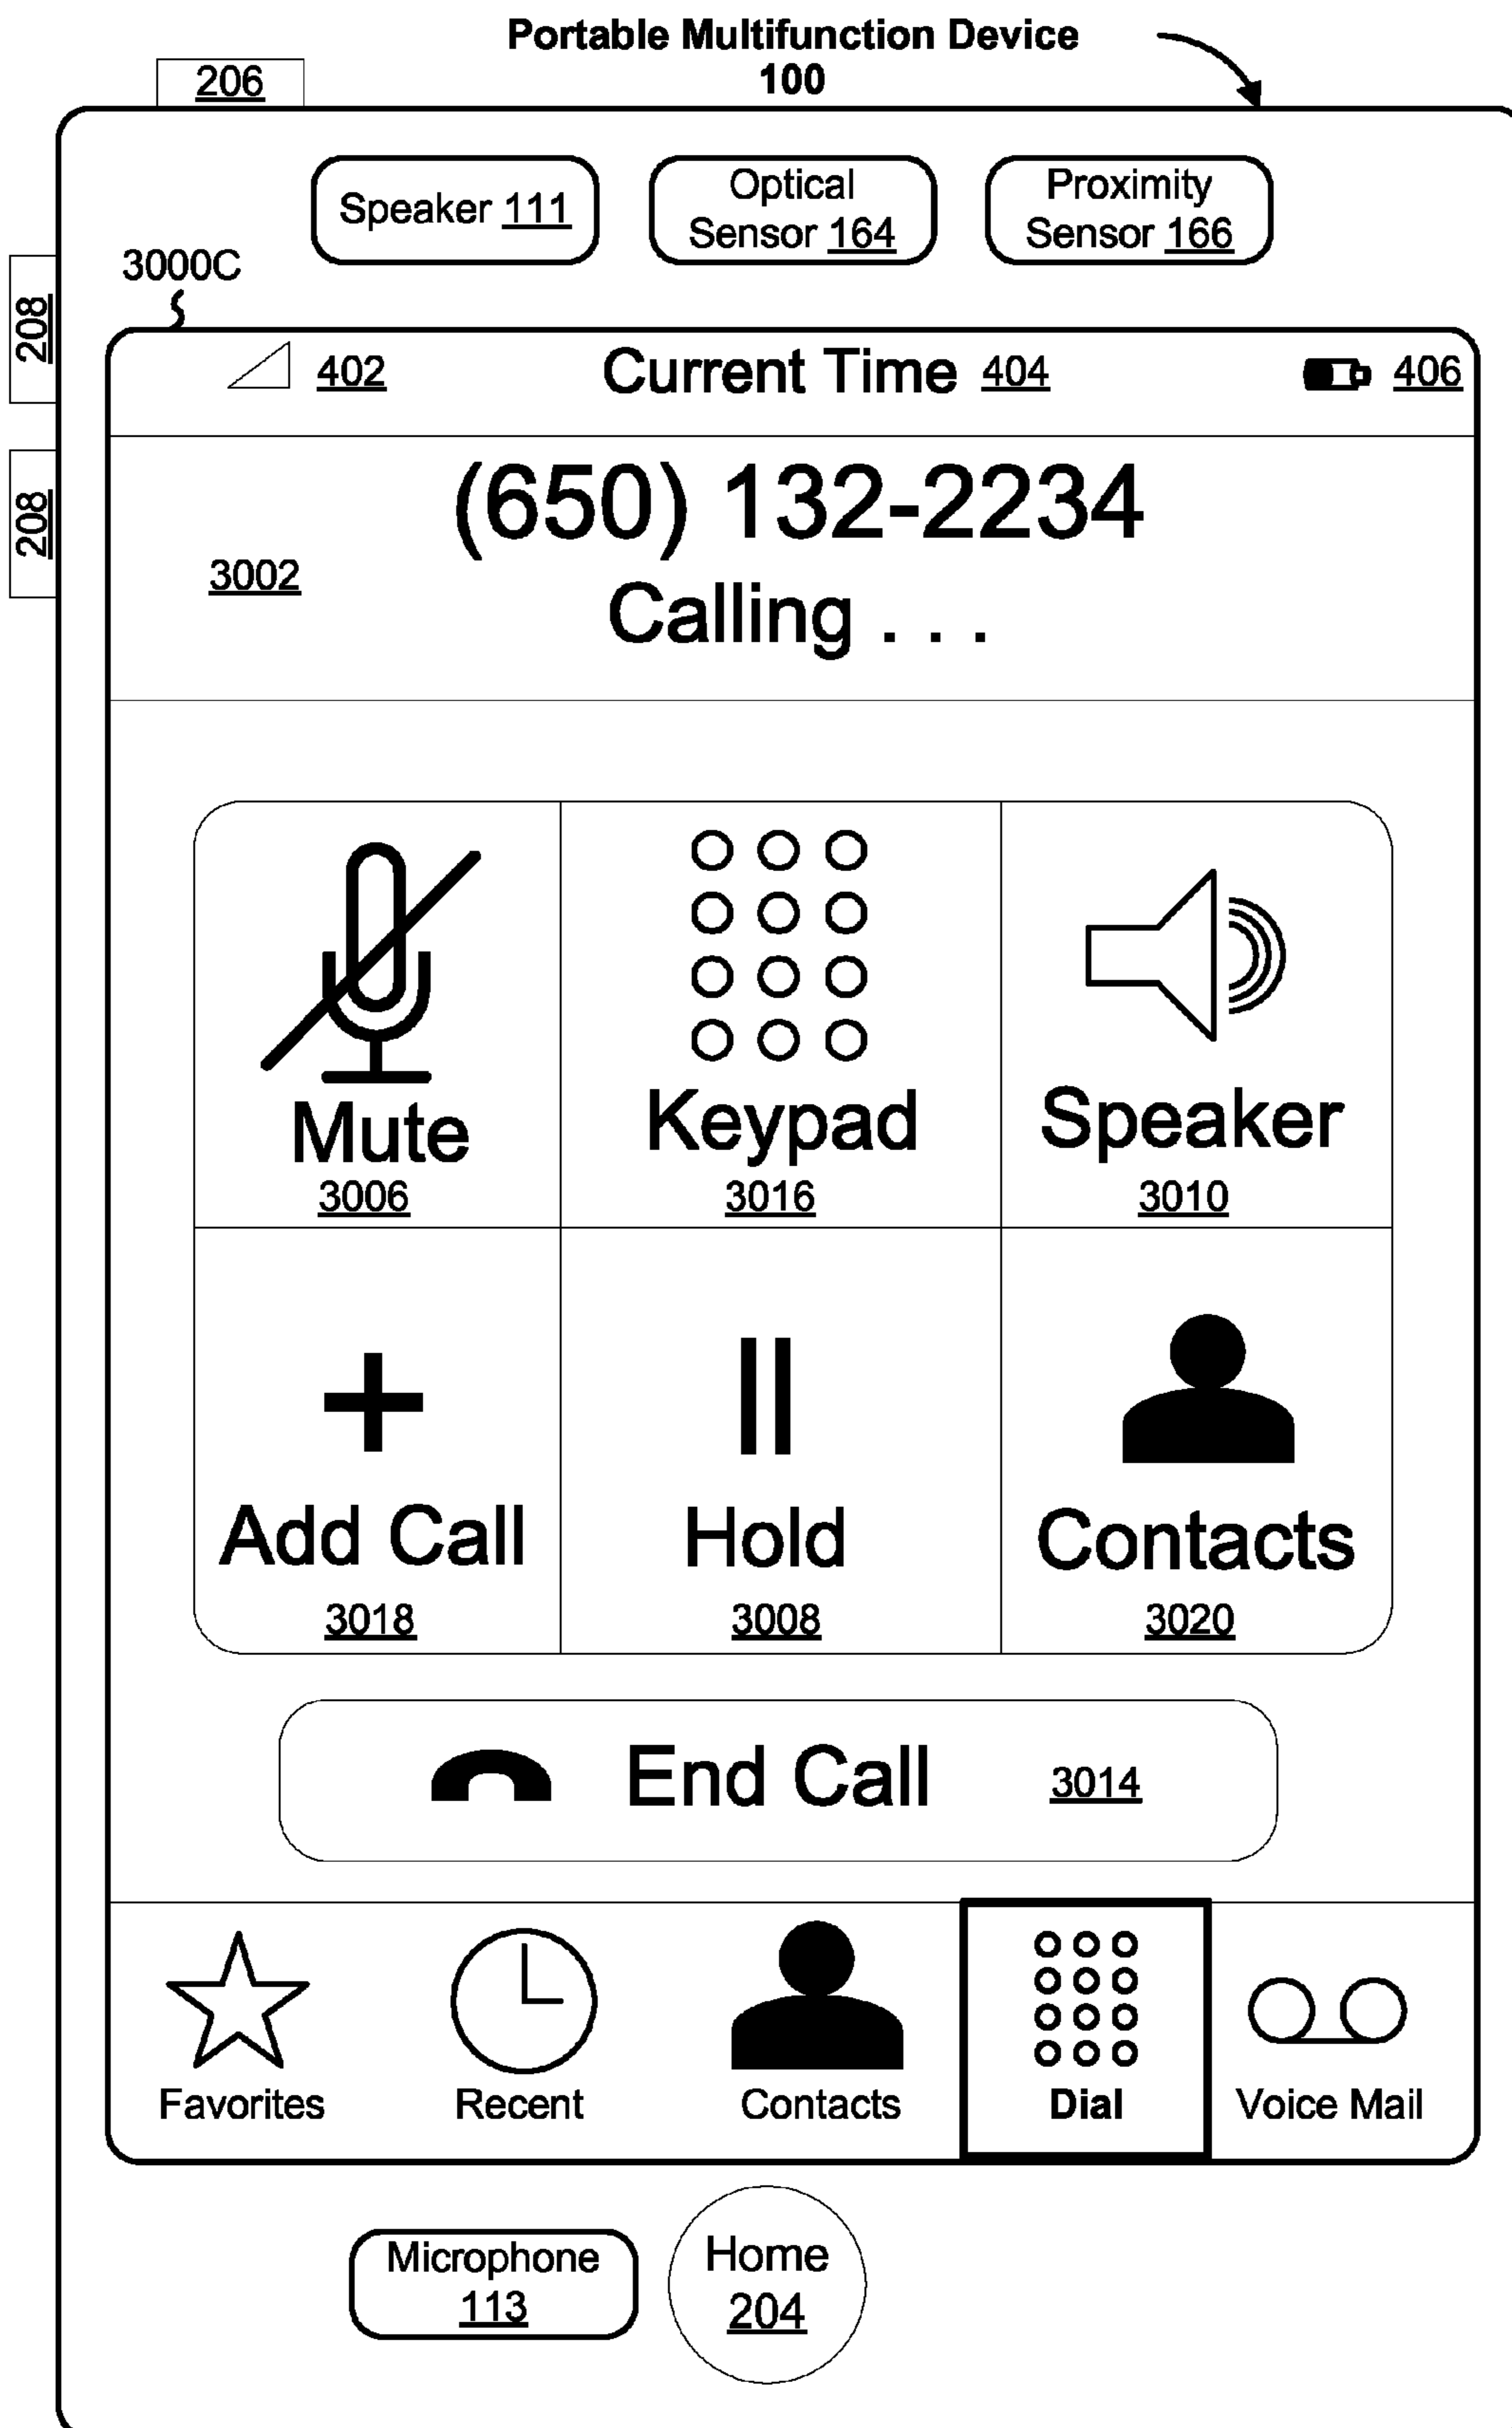 Portable Multifunction Device
100
206
Speaker 111
Optical
Sensor 164
Proximity
Sensor 166
3000C
208
208
402
Current Time 404
406
(650) 132-2234
3002
Calling . . .
Mute
3006
Keypad
3016
Speaker
3010
Add Call
3018
Hold
3008
Contacts
3020
End Call 3014
Favorites
Recent
Contacts
Dial
Voice Mail
Microphone
113
Home
204